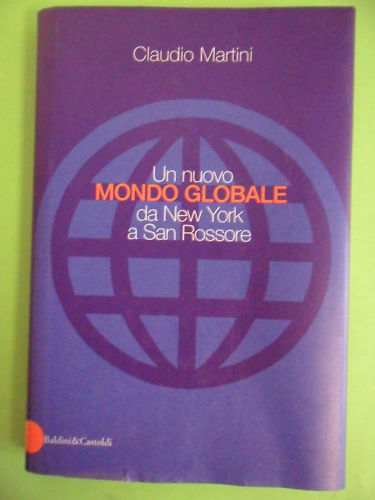 Claudio Martini
Un nuovo
MONDO GLOBALE
da New York
a San Rossore
Baldini&Castoldi